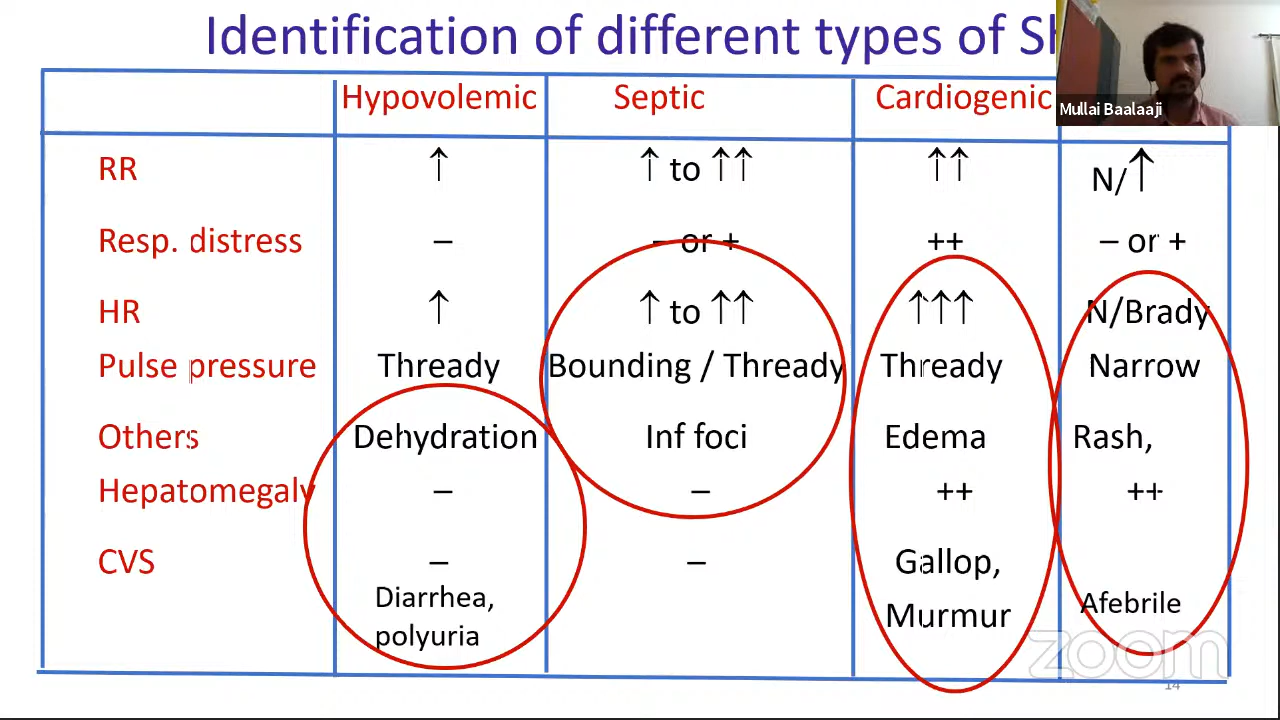 Identification of different types of
Mullai Baalaaji
Hypovolemic Septic Cardiogenic
RR ↑ ↑ to ↑↑ ↑↑ N/↑
Resp. distress – – or + ++ – or +
HR ↑ ↑ to ↑↑ ↑↑↑ N/Brady
Pulse pressure Thready Bounding / Thready Thready Narrow
Others Dehydration Inf foci Edema Rash,
Hepatomegaly – – ++ ++
CVS – – Gallop,
Diarrhea,
polyuria
Murmur
Afebrile
zoom
14